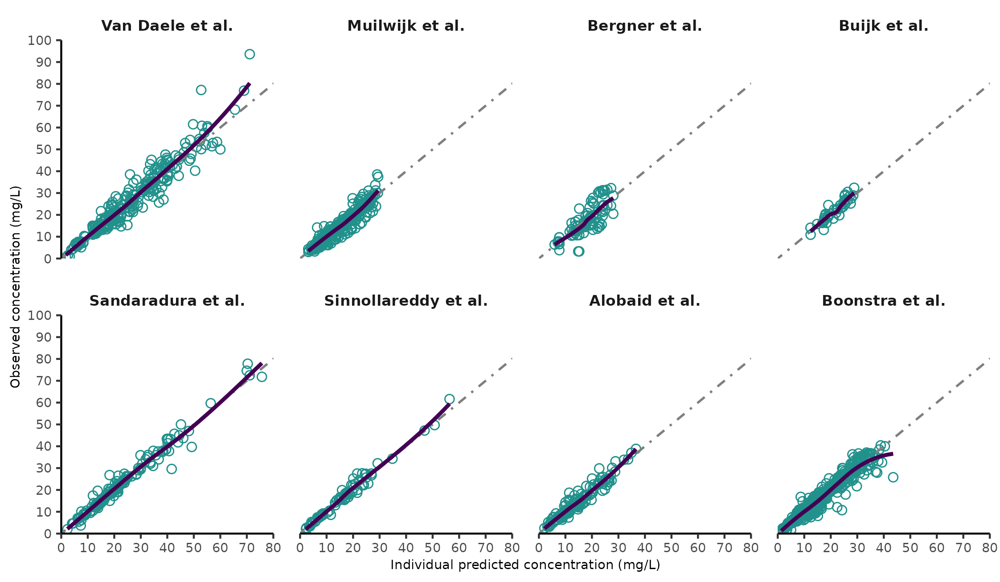 Van Daele et al.
Muilwijk et al.
Bergner et al.
Buijk et al.
100
90
80
70
60
50
40
30
20
10
0
Observed concentration (mg/L)
Sandaradura et al.
Sinnollareddy et al.
Alobaid et al.
Boonstra et al.
100
90
80
70
60
50
40
30
20
10
0
0 10 20 30 40 50 60 70 80
0 10 20 30 40 50 60 70 80
0 10 20 30 40 50 60 70 80
0 10 20 30 40 50 60 70 80
Individual predicted concentration (mg/L)